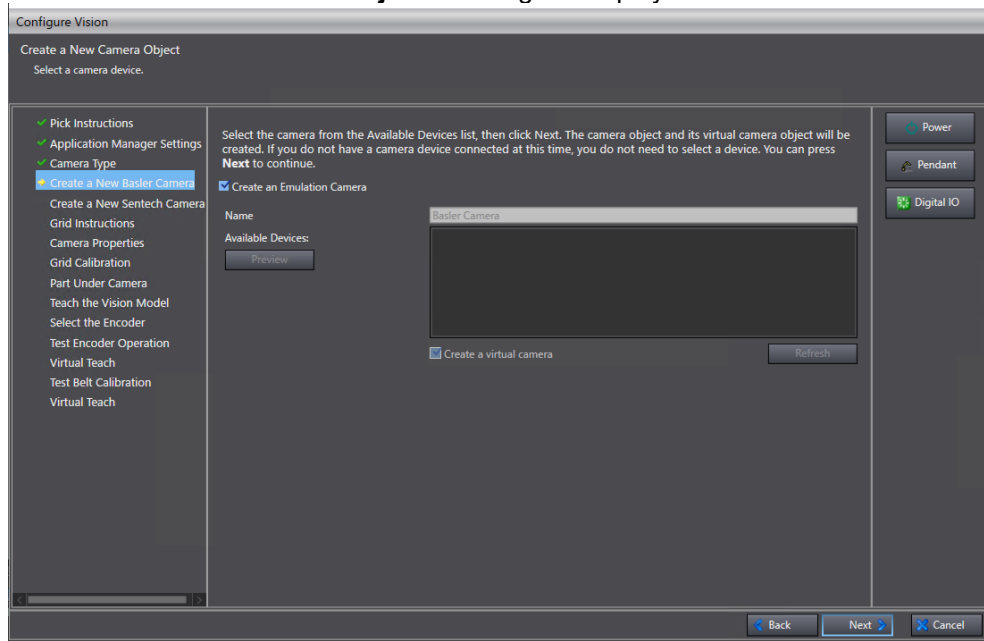 Configure Vision
Create a New Camera Object
Select a camera device.
Pick Instructions
Application Manager Settings
Camera Type
Create a New Basler Camera
Create a New Sentech Camera
Grid Instructions
Camera Properties
Grid Calibration
Part Under Camera
Teach the Vision Model
Select the Encoder
Test Encoder Operation
Virtual Teach
Test Belt Calibration
Virtual Teach
Select the camera from the Available Devices list, then click Next. The camera object and its virtual camera object will be
created. If you do not have a camera device connected at this time, you do not need to select a device. You can press
Next to continue.
Create an Emulation Camera
Name
Basler Camera
Available Devices:
Preview
Create a virtual camera
Refresh
Power
Pendant
Digital IO
Back
Next
Cancel